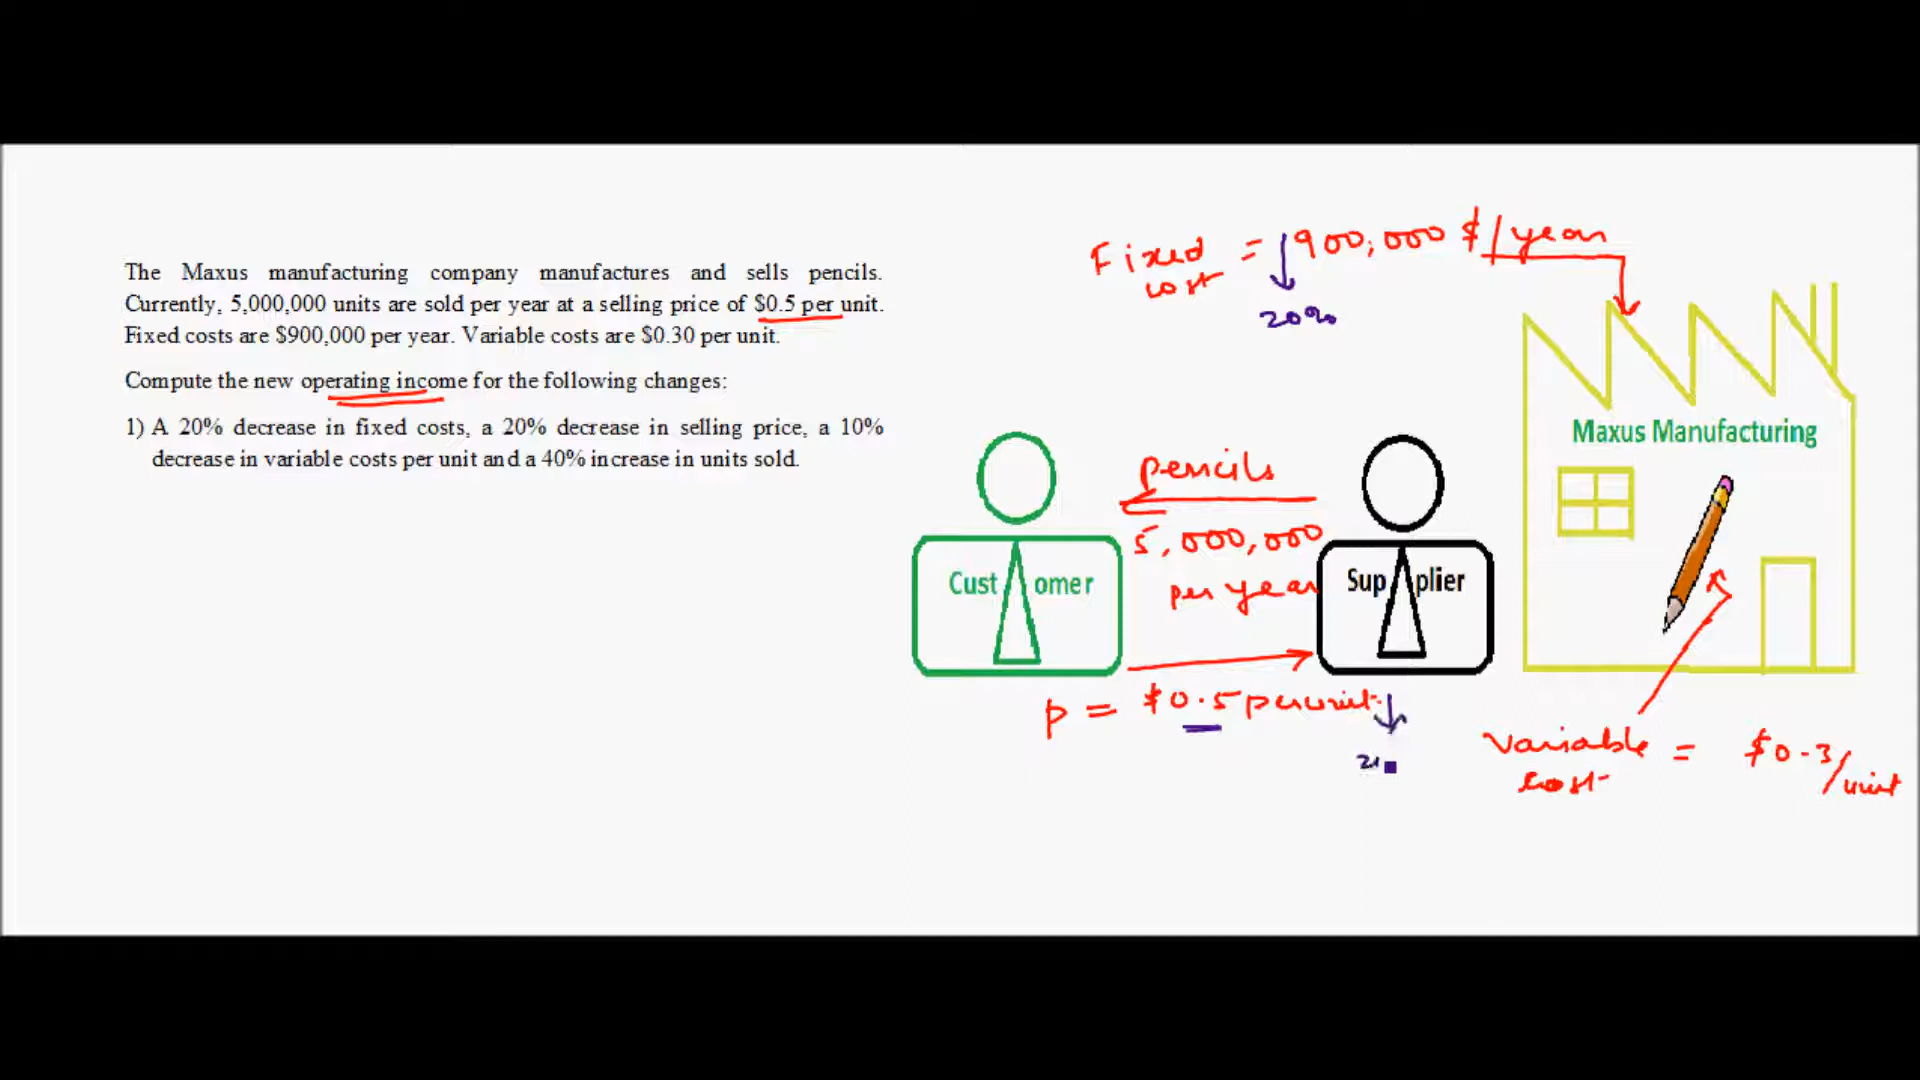 The Maxus manufacturing company manufactures and sells pencils.
Currently, 5,000,000 units are sold per year at a selling price of $0.5 per unit.
Fixed costs are $900,000 per year. Variable costs are $0.30 per unit.
Compute the new operating income for the following changes:
1) A 20% decrease in fixed costs, a 20% decrease in selling price, a 10%
decrease in variable costs per unit and a 40% increase in units sold.
Fixed cost = 900,000 $/year
20%
Maxus Manufacturing
pencils
5,000,000
per year
Customer
Supplier
P = $0.5 per unit
Variable cost = $0.3/unit